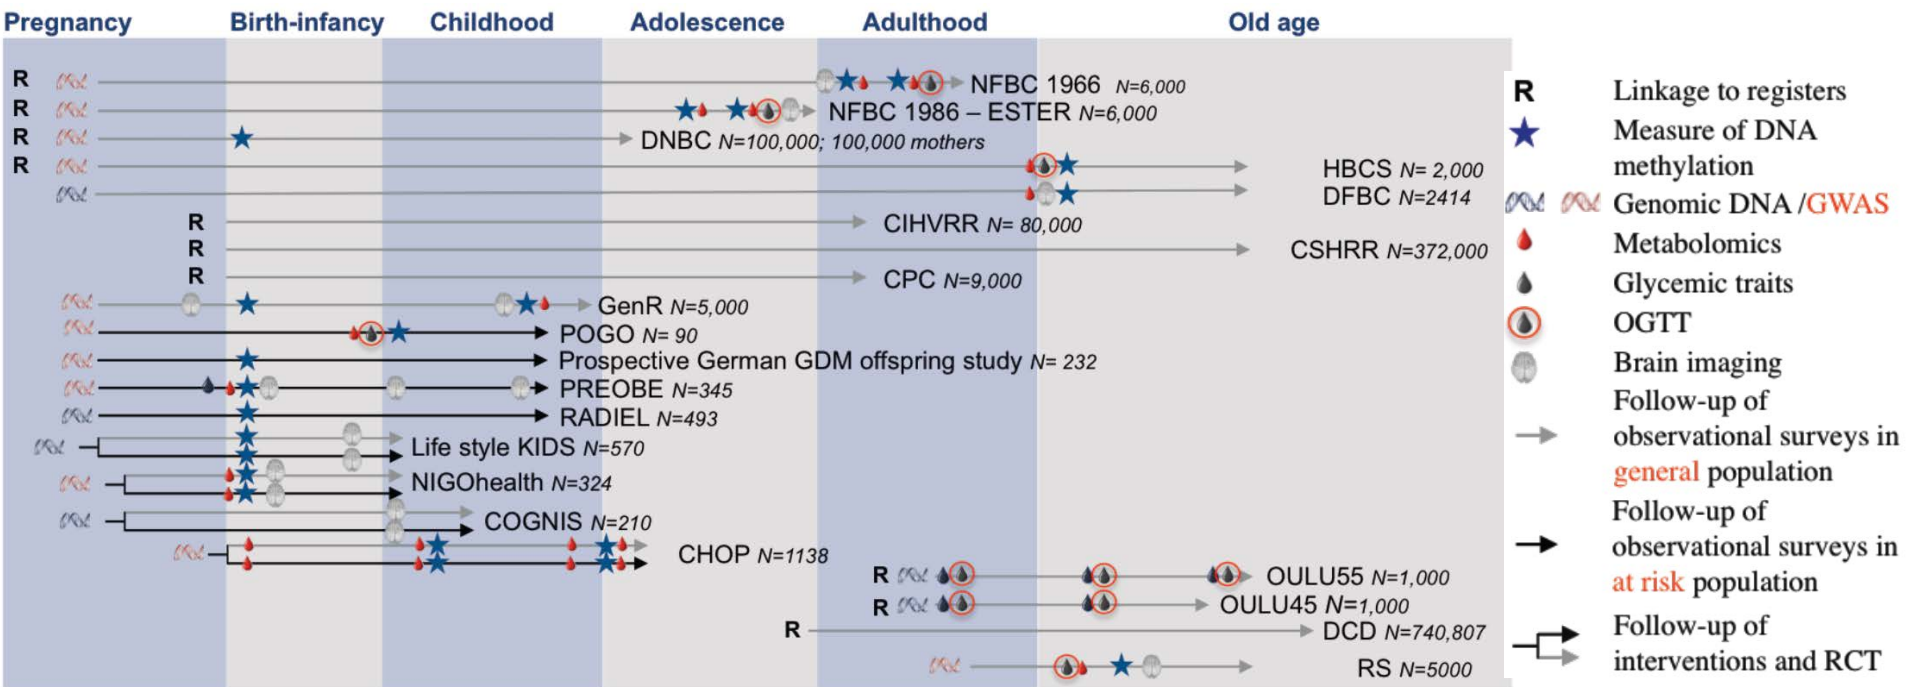 Pregnancy Birth-infancy Childhood Adolescence Adulthood Old age
R NFBC 1966 N=6,000
R NFBC 1986 – ESTER N=6,000
R DNBC N=100,000; 100,000 mothers
R HBCS N= 2,000
DFBC N=2414
R CIHVRR N= 80,000
R CSHRR N=372,000
R CPC N=9,000
GenR N=5,000
POGO N= 90
Prospective German GDM offspring study N= 232
PREOBE N=345
RADIEL N=493
Life style KIDS N=570
NIGOhealth N=324
COGNIS N=210
CHOP N=1138
R OULU55 N=1,000
R OULU45 N=1,000
R DCD N=740,807
RS N=5000
R Linkage to registers
Measure of DNA
methylation
Genomic DNA /GWAS
Metabolomics
Glycemic traits
OGTT
Brain imaging
Follow-up of
observational surveys in
general population
Follow-up of
observational surveys in
at risk population
Follow-up of
interventions and RCT